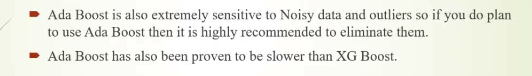 Ada Boost is also extremely sensitive to Noisy data and outliers so if you do plan
to use Ada Boost then it is highly recommended to eliminate them.
Ada Boost has also been proven to be slower than XG Boost.